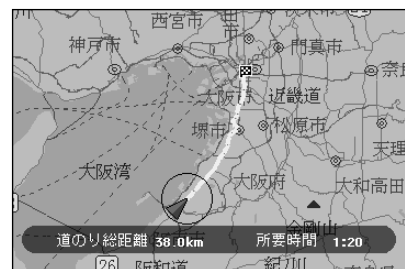 西宮市
神戸市
門真市
大阪市
近畿道
堺市
松原市
天理
大阪湾
大阪府
大和高田
金剛山
道のり総距離 38.0km 所要時間 1:20
26
阪和道
紀ノ川